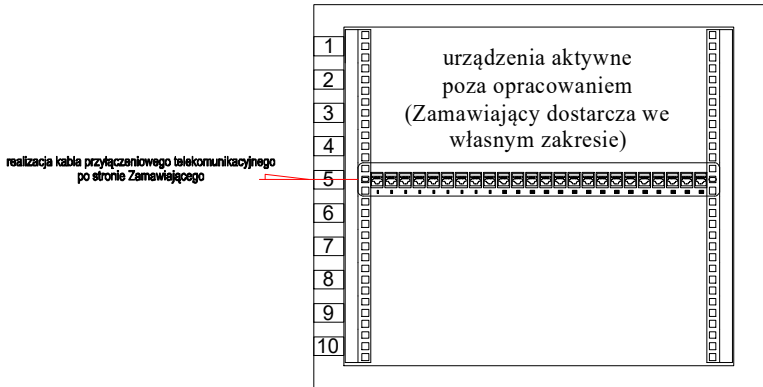 realizacja kabla przyłączeniowego telekomunikacyjnego
po stronie Zamawiającego
1
2
3
4
5
6
7
8
9
10
urządzenia aktywne
poza opracowaniem
(Zamawiający dostarcza we
własnym zakresie)